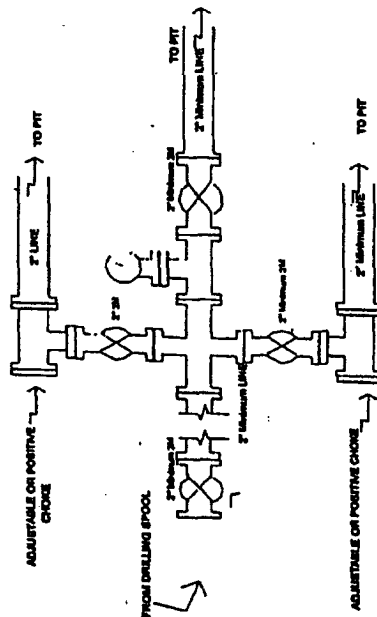 TO PIT
2" LINE
ADJUSTABLE OR POSITIVE
CHOKE
2" 2M
TO PIT
2" Minimum LINE
2" Minimum 2M
2" Minimum LINE
2" Minimum 2M
FROM DRILLING SPOOL
2" Minimum 2M
TO PIT
2" Minimum LINE
ADJUSTABLE OR POSITIVE CHOKE